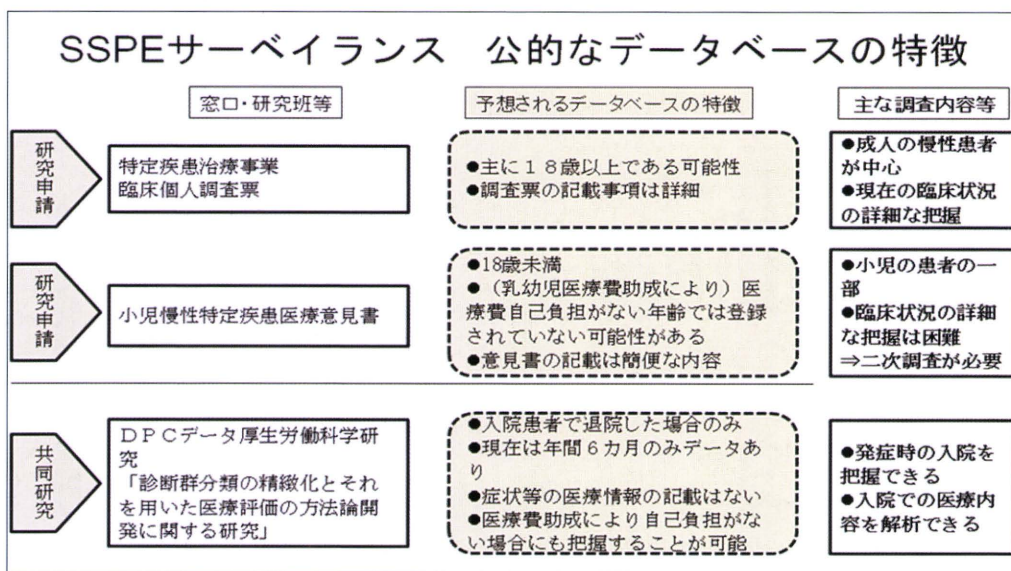 SSPEサーベイランス　公的なデータベースの特徴
窓口・研究班等
予想されるデータベースの特徴
主な調査内容等
研究申請
特定疾患治療事業
臨床個人調査票
●主に１８歳以上である可能性
●調査票の記載事項は詳細
●成人の慢性患者
が中心
●現在の臨床状況
の詳細な把握
研究申請
小児慢性特定疾患医療意見書
●18歳未満
●（乳幼児医療費助成により）医
療費自己負担がない年齢では登録
されていない可能性がある
●意見書の記載は簡便な内容
●小児の患者の一
部
●臨床状況の詳細
な把握は困難
⇒二次調査が必要
共同研究
ＤＰＣデータ厚生労働科学研
究
「診断群分類の精緻化とそれ
を用いた医療評価の方法論開
発に関する研究」
●入院患者で退院した場合のみ
●現在は年間６カ月のみデータあ
り
●症状等の医療情報の記載はない
●医療費助成により自己負担がな
い場合にも把握することが可能
●発症時の入院を
把握できる
●入院での医療内
容を解析できる